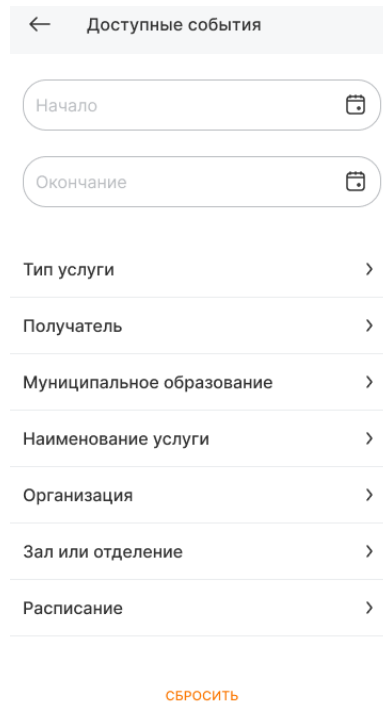 Доступные события
Начало
Окончание
Тип услуги
Получатель
Муниципальное образование
Наименование услуги
Организация
Зал или отделение
Расписание
СБРОСИТЬ